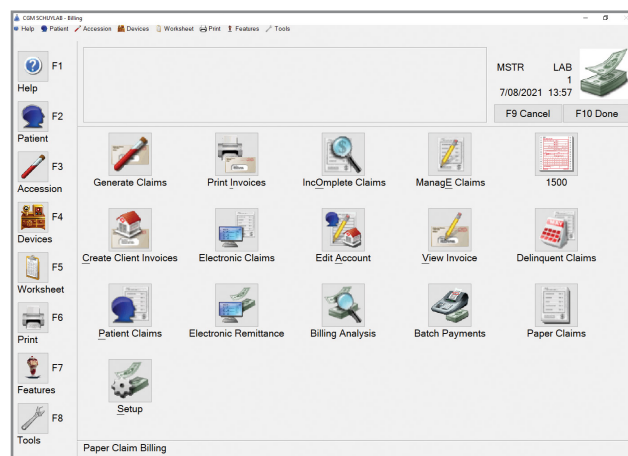 CGM SCHUYLAB - Billing
Help Patient Accession Devices Worksheet Print Features Tools
F1
Help
F2
Patient
F3
Accession
F4
Devices
F5
Worksheet
F6
Print
F7
Features
F8
Tools
MSTR LAB
1
7/08/2021 13:57
F9 Cancel F10 Done
Generate Claims Print Invoices IncOmplete Claims ManagE Claims 1500
Create Client Invoices Electronic Claims Edit Account View Invoice Delinquent Claims
Patient Claims Electronic Remittance Billing Analysis Batch Payments Paper Claims
Setup
Paper Claim Billing